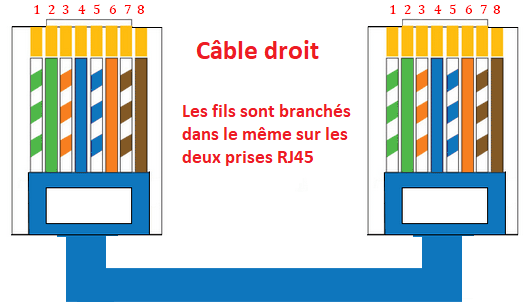 1 2 3 4 5 6 7 8
1 2 3 4 5 6 7 8
Câble droit
Les fils sont branchés
dans le même sur les
deux prises RJ45